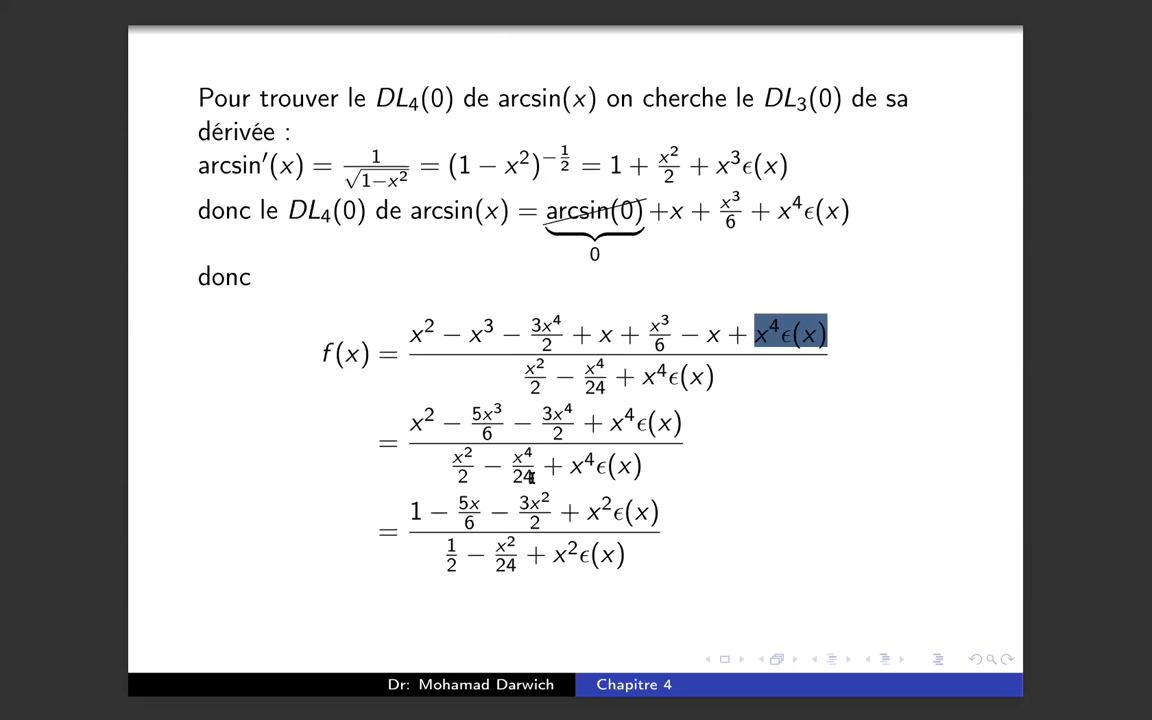 Pour trouver le DL₄(0) de arcsin(x) on cherche le DL₃(0) de sa
dérivée :
arcsin′(x) = 1/√(1−x²) = (1 − x²)^(−1/2) = 1 + x²/2 + x³ϵ(x)
donc le DL₄(0) de arcsin(x) = arcsin(0) +x + x³/6 + x⁴ϵ(x)
0
donc
f(x) = (x² − x³ − 3x⁴/2 + x + x³/6 − x + x⁴ϵ(x)) / (x²/2 − x⁴/24 + x⁴ϵ(x))
= (x² − 5x³/6 − 3x⁴/2 + x⁴ϵ(x)) / (x²/2 − x⁴/24 + x⁴ϵ(x))
= (1 − 5x/6 − 3x²/2 + x²ϵ(x)) / (1/2 − x²/24 + x²ϵ(x))
Dr: Mohamad Darwich Chapitre 4